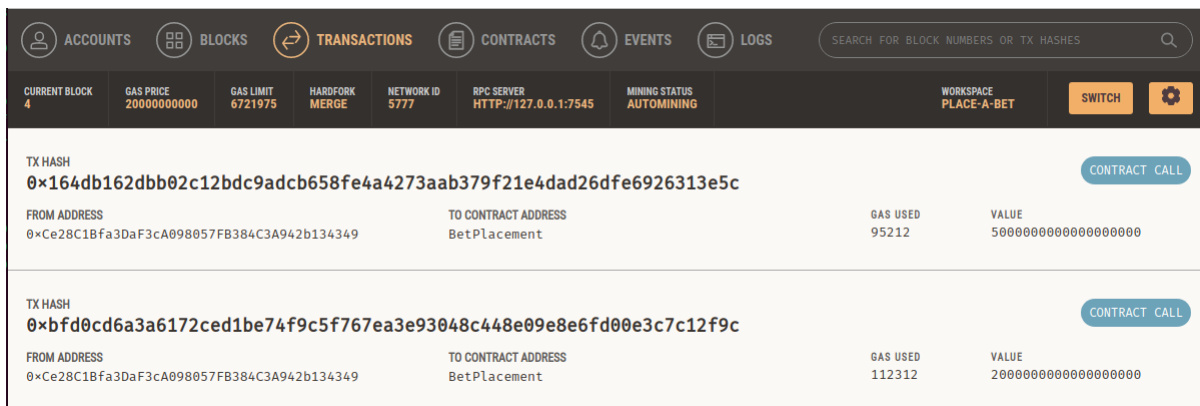 ACCOUNTS BLOCKS TRANSACTIONS CONTRACTS EVENTS LOGS SEARCH FOR BLOCK NUMBERS OR TX HASHES
CURRENT BLOCK GAS PRICE GAS LIMIT HARDFORK NETWORK ID RPC SERVER MINING STATUS WORKSPACE
4 20000000000 6721975 MERGE 5777 HTTP://127.0.0.1:7545 AUTOMINING PLACE-A-BET SWITCH
TX HASH
0×164db162dbb02c12bdc9adcb658fe4a4273aab379f21e4dad26dfe6926313e5c CONTRACT CALL
FROM ADDRESS TO CONTRACT ADDRESS GAS USED VALUE
0×Ce28C1Bfa3DaF3cA098057FB384C3A942b134349 BetPlacement 95212 5000000000000000000
TX HASH
0×bfd0cd6a3a6172ced1be74f9c5f767ea3e93048c448e09e8e6fd00e3c7c12f9c CONTRACT CALL
FROM ADDRESS TO CONTRACT ADDRESS GAS USED VALUE
0×Ce28C1Bfa3DaF3cA098057FB384C3A942b134349 BetPlacement 112312 2000000000000000000